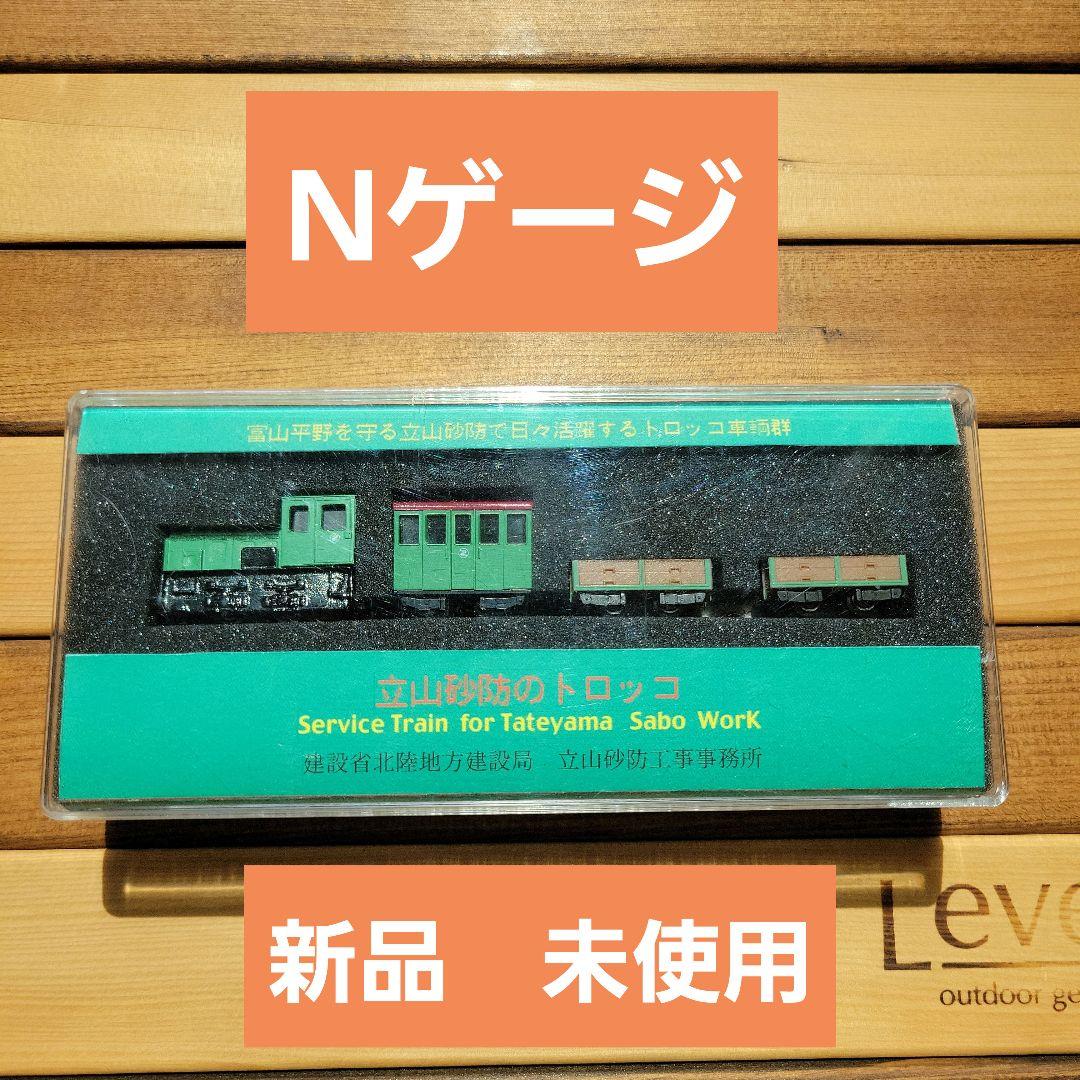 Nゲージ
富山平野を守る立山砂防で日々活躍するトロッコ車輌群
立山砂防のトロッコ
Service Train for Tateyama Sabo WorK
建設省北陸地方建設局 立山砂防工事事務所
新品 未使用
outdoor